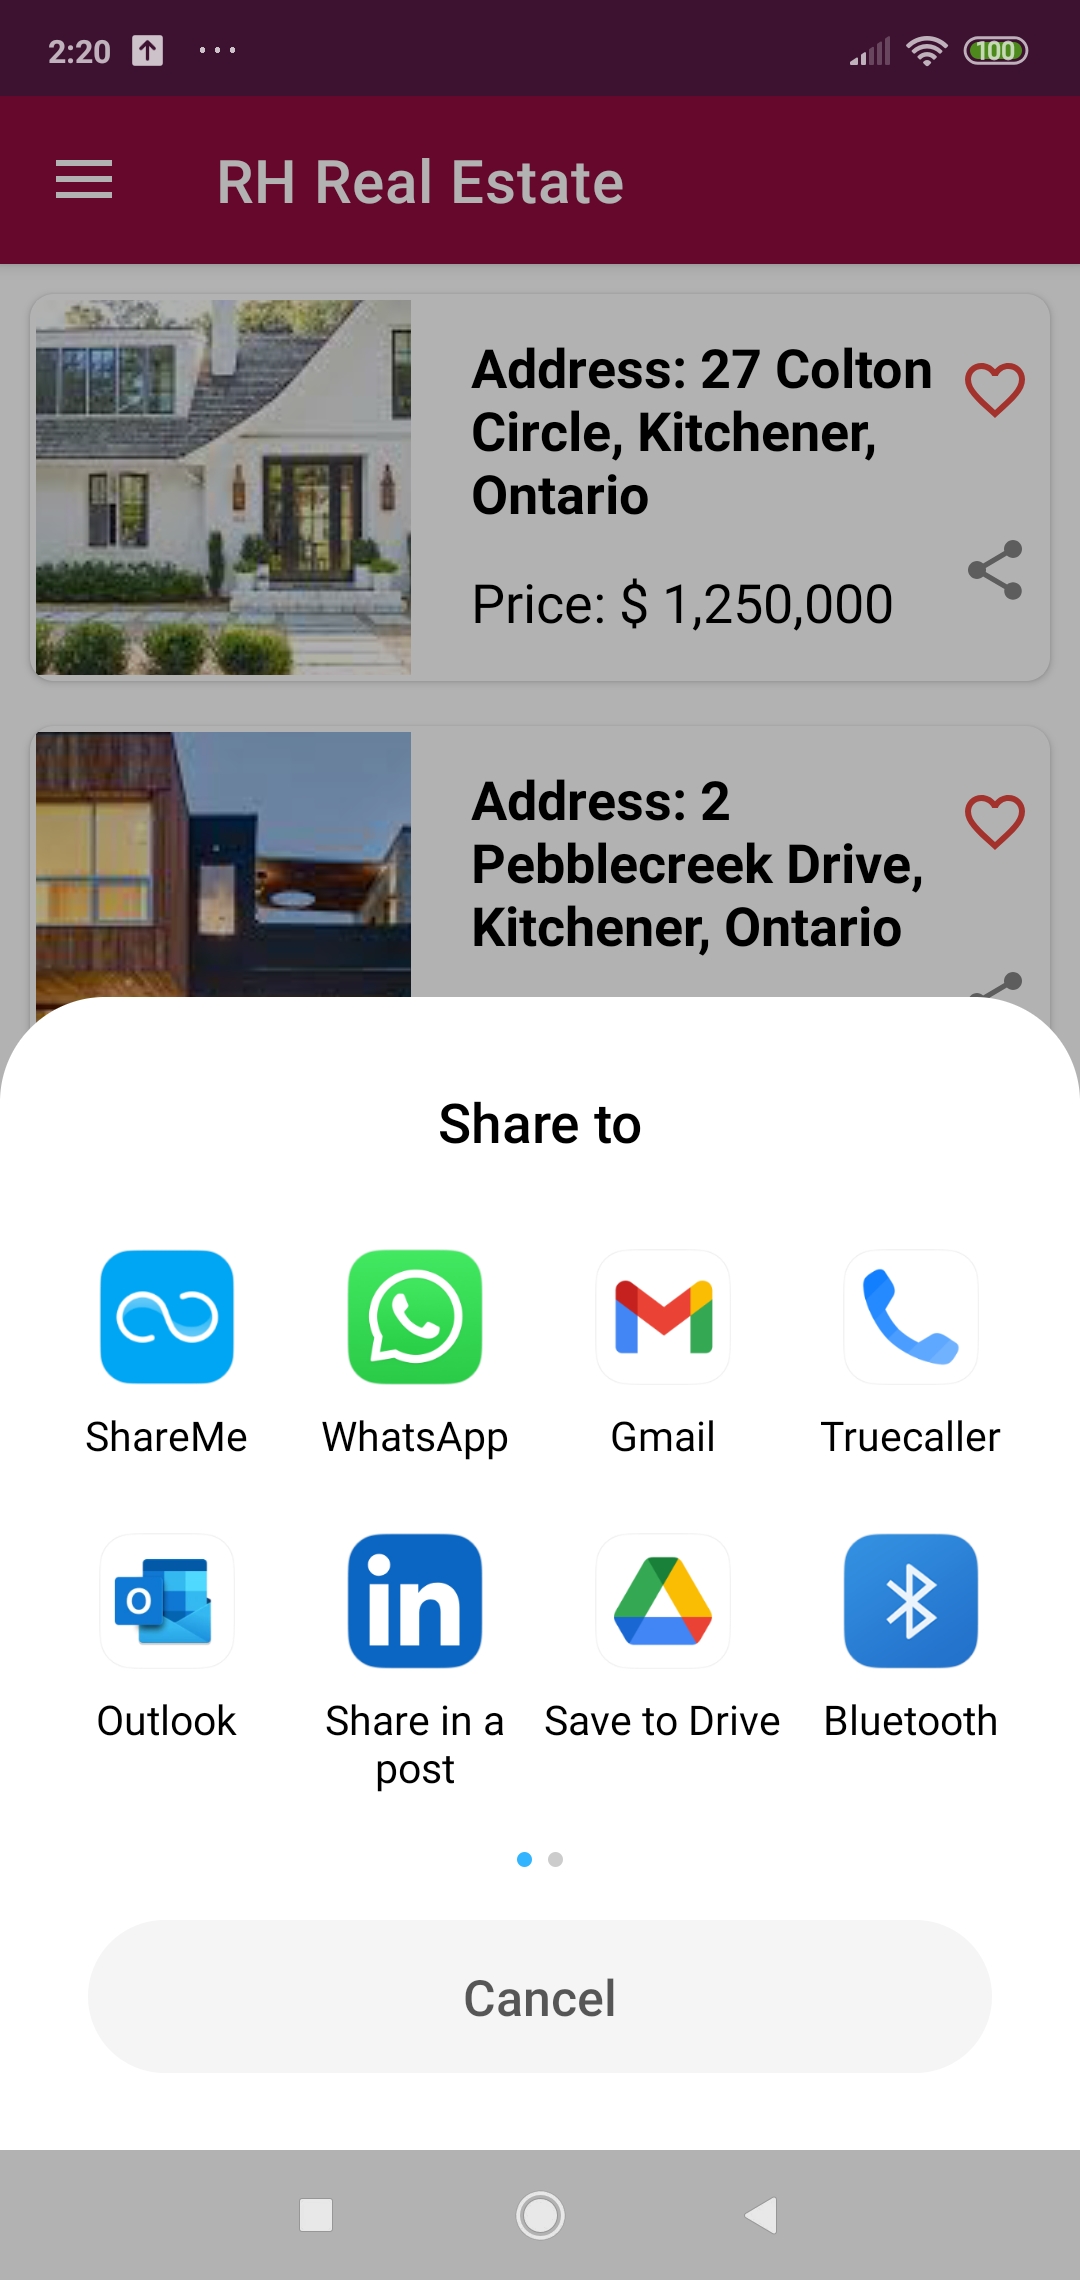 2:20
100
RH Real Estate
Address: 27 Colton
Circle, Kitchener,
Ontario
Price: $ 1,250,000
Address: 2
Pebblecreek Drive,
Kitchener, Ontario
Share to
ShareMe
WhatsApp
Gmail
Truecaller
Outlook
Share in a
post
Save to Drive
Bluetooth
Cancel